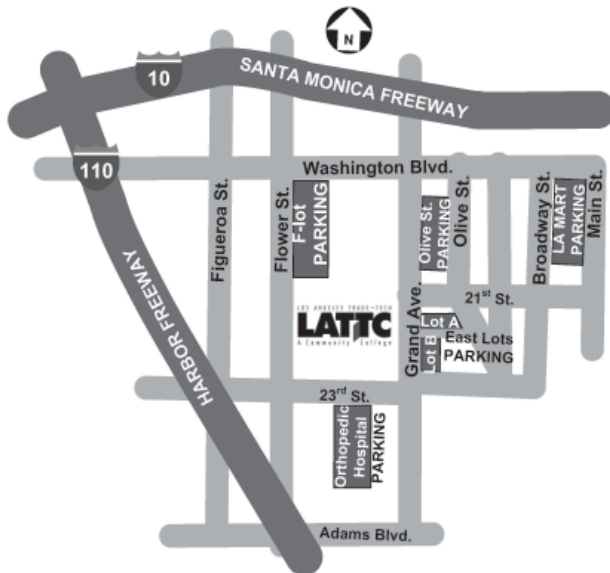 N
10
SANTA MONICA FREEWAY
110
Washington Blvd.
HARBOR FREEWAY
Figueroa St.
Flower St.
F-lot
PARKING
Grand Ave.
Olive St.
PARKING
Olive St.
Broadway St.
LA MART
PARKING
Main St.
21st St.
LOS ANGELES TRADE-TECH
LATTC
A Community College
Lot A
Lot B
East Lots
PARKING
23rd St.
Orthopedic
Hospital
PARKING
Adams Blvd.